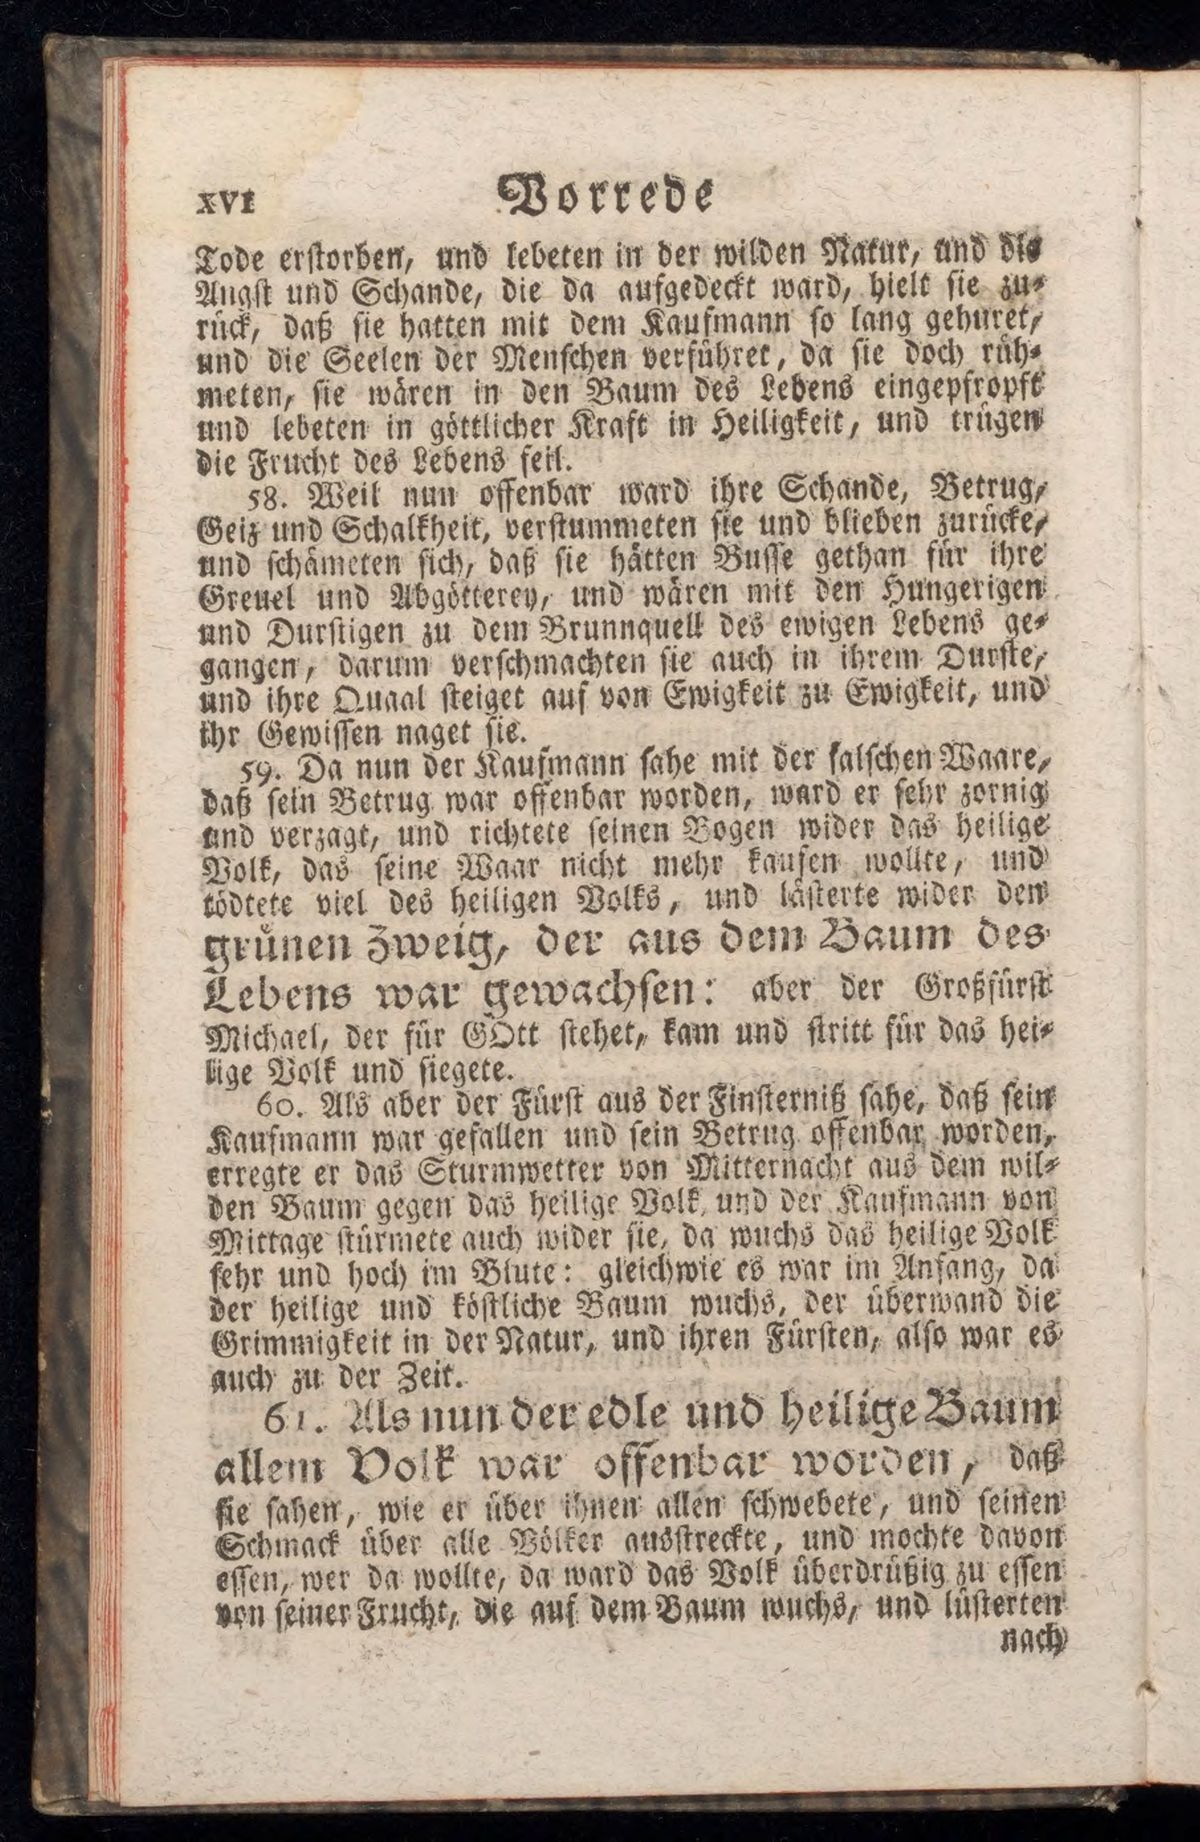 XVI Vorrede
Tode erstorben, und lebeten in der wilden Natur, und die
Angst und Schande, die da aufgedeckt ward, hielt sie zu-
rück, daß sie hatten mit dem Kaufmann so lang gehuret,
und die Seelen der Menschen verführet, da sie doch rüh-
meten, sie wären in den Baum des Lebens eingepfropft
und lebeten in göttlicher Kraft in Heiligkeit, und trügen
die Frucht des Lebens feil.
58. Weil nun offenbar ward ihre Schande, Betrug,
Geiz und Schalkheit, verstummeten sie und blieben zurücke,
und schämeten sich, daß sie hätten Busse gethan für ihre
Greuel und Abgötterey, und wären mit den Hungerigen
und Durstigen zu dem Brunnquell des ewigen Lebens ge-
gangen, darum verschmachten sie auch in ihrem Durste,
und ihre Quaal steiget auf von Ewigkeit zu Ewigkeit, und
ihr Gewissen naget sie.
59. Da nun der Kaufmann sahe mit der falschen Waare,
daß sein Betrug war offenbar worden, ward er sehr zornig
und verzagt, und richtete seinen Bogen wider das heilige
Volk, das seine Waar nicht mehr kaufen wollte, und
tödtete viel des heiligen Volks, und lästerte wider den
grünen Zweig, der aus dem Baum des
Lebens war gewachsen: aber der Großfürst
Michael, der für GOtt stehet, kam und stritt für das hei-
lige Volk und siegete.
60. Als aber der Fürst aus der Finsterniß sahe, daß sein
Kaufmann war gefallen und sein Betrug offenbar worden,
erregte er das Sturmwetter von Mitternacht aus dem wil-
den Baum gegen das heilige Volk, und der Kaufmann von
Mittage stürmete auch wider sie, da wuchs das heilige Volk
sehr und hoch im Blute: gleichwie es war im Anfang, da
der heilige und köstliche Baum wuchs, der überwand die
Grimmigkeit in der Natur, und ihren Fürsten, also war es
auch zu der Zeit.
61. Als nun der edle und heilige Baum
allem Volk war offenbar worden, daß
sie sahen, wie er über ihnen allen schwebete, und seinen
Schmack über alle Völker ausstreckte, und mochte davon
essen, wer da wollte, da ward das Volk überdrüßig zu essen
von seiner Frucht, die auf dem Baum wuchs, und lüsterten
nach